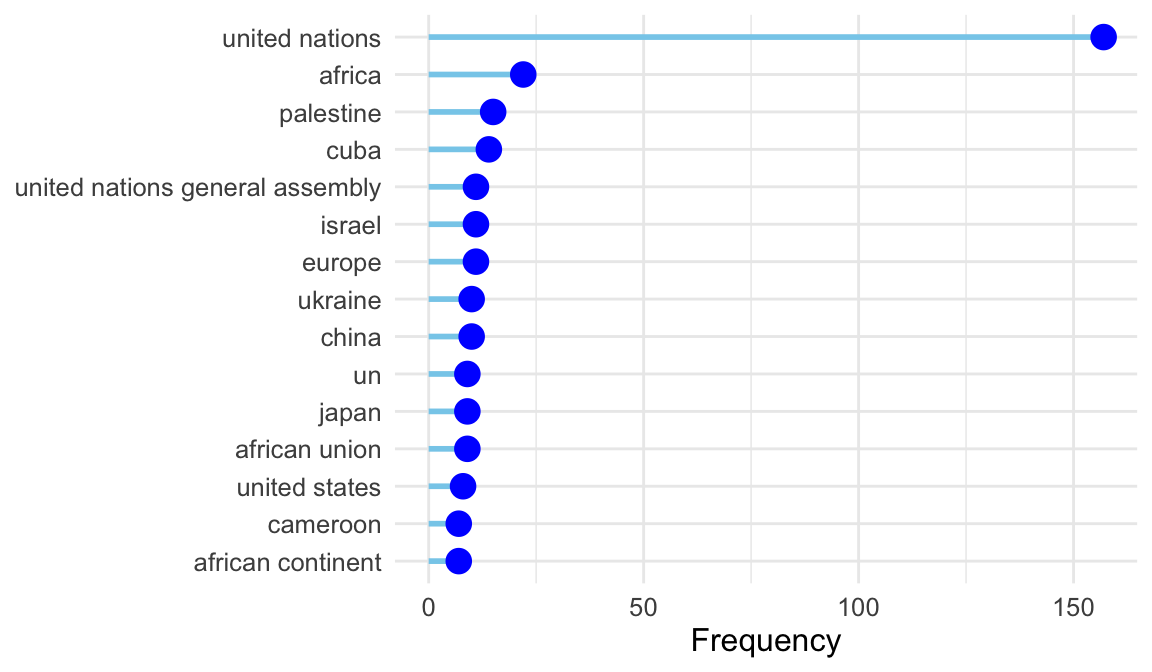 united nations
africa
palestine
cuba
united nations general assembly
israel
europe
ukraine
china
un
japan
african union
united states
cameroon
african continent
0 50 100 150
Frequency